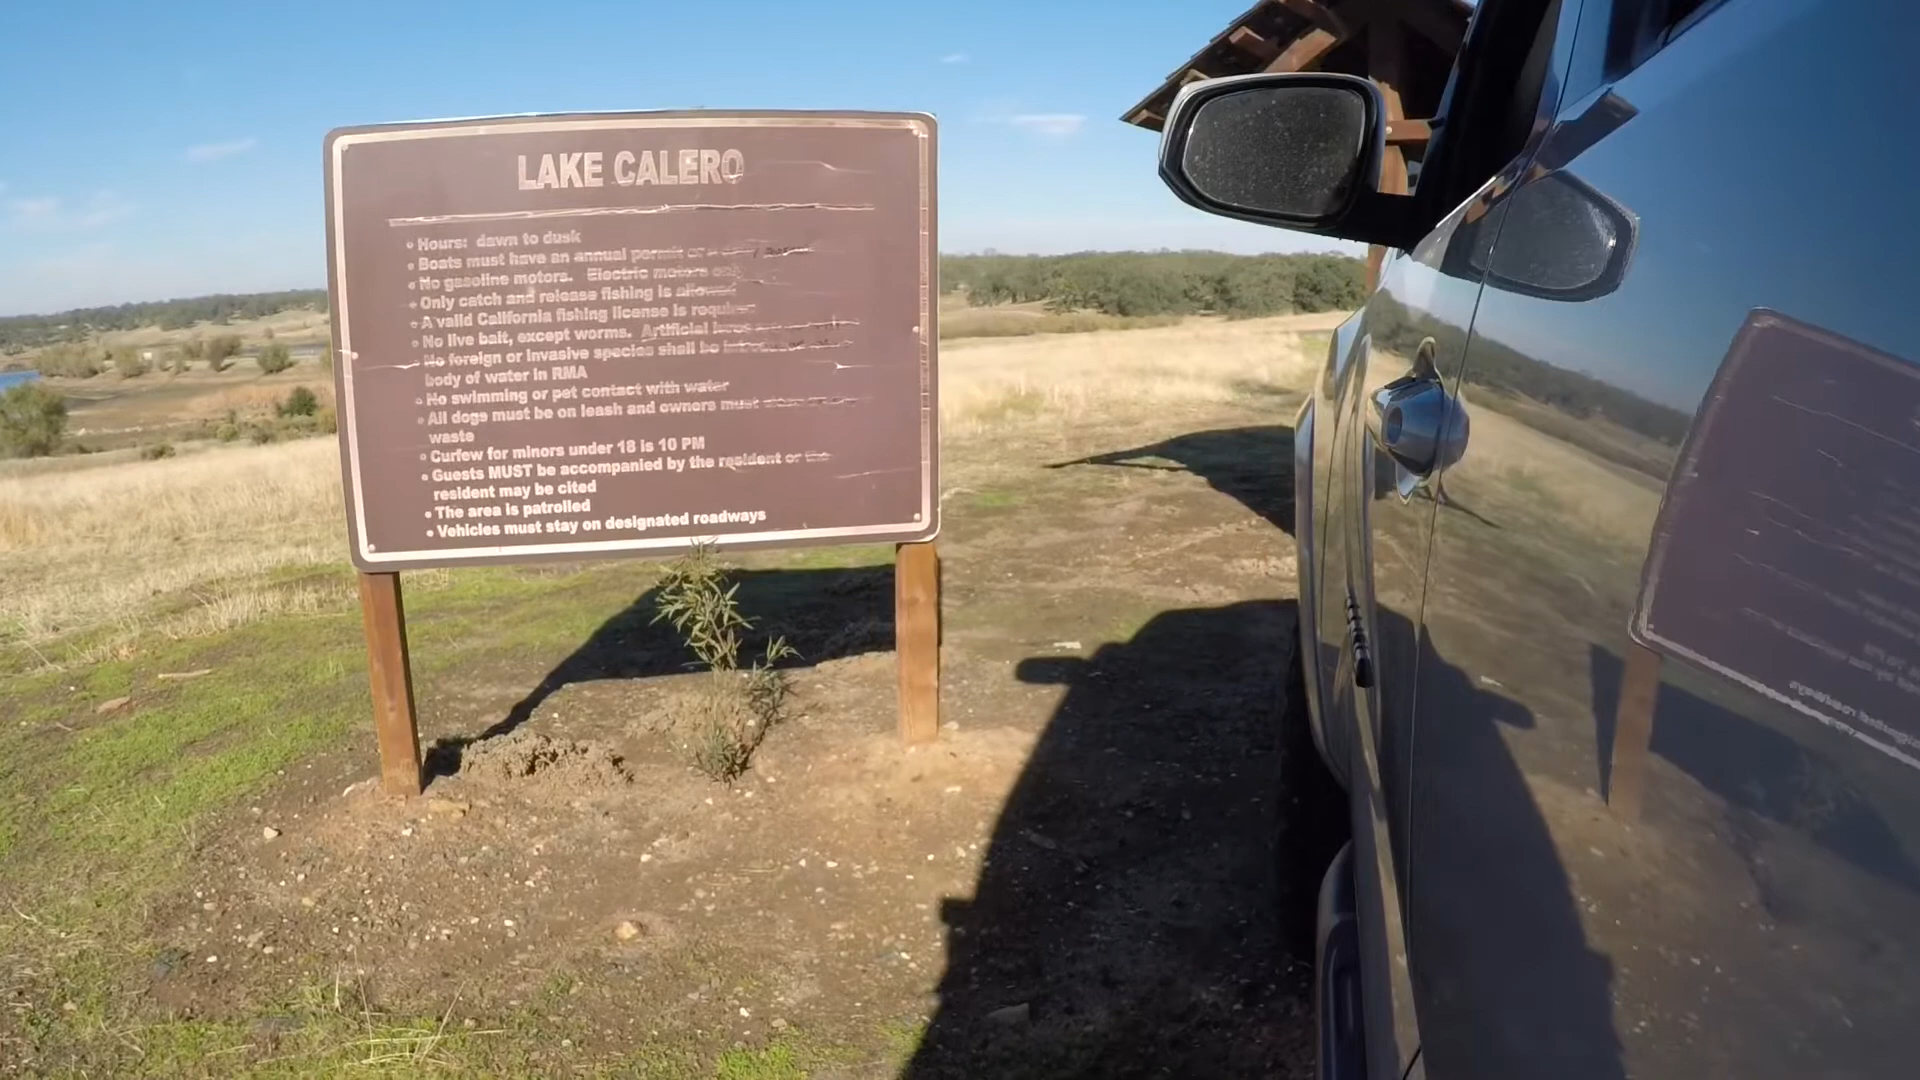 LAKE CALERO
• Hours: dawn to dusk
• Boats must have an annual permit or
• No gasoline motors. Electric motors only
• Only catch and release fishing is allowed
• A valid California fishing license is required
• No live bait, except worms. Artificial lures
• No foreign or invasive species shall be
body of water in RMA
• No swimming or pet contact with water
• All dogs must be on leash and owners must
waste
• Curfew for minors under 18 is 10 PM
• Guests MUST be accompanied by the resident or the
resident may be cited
• The area is patrolled
• Vehicles must stay on designated roadways